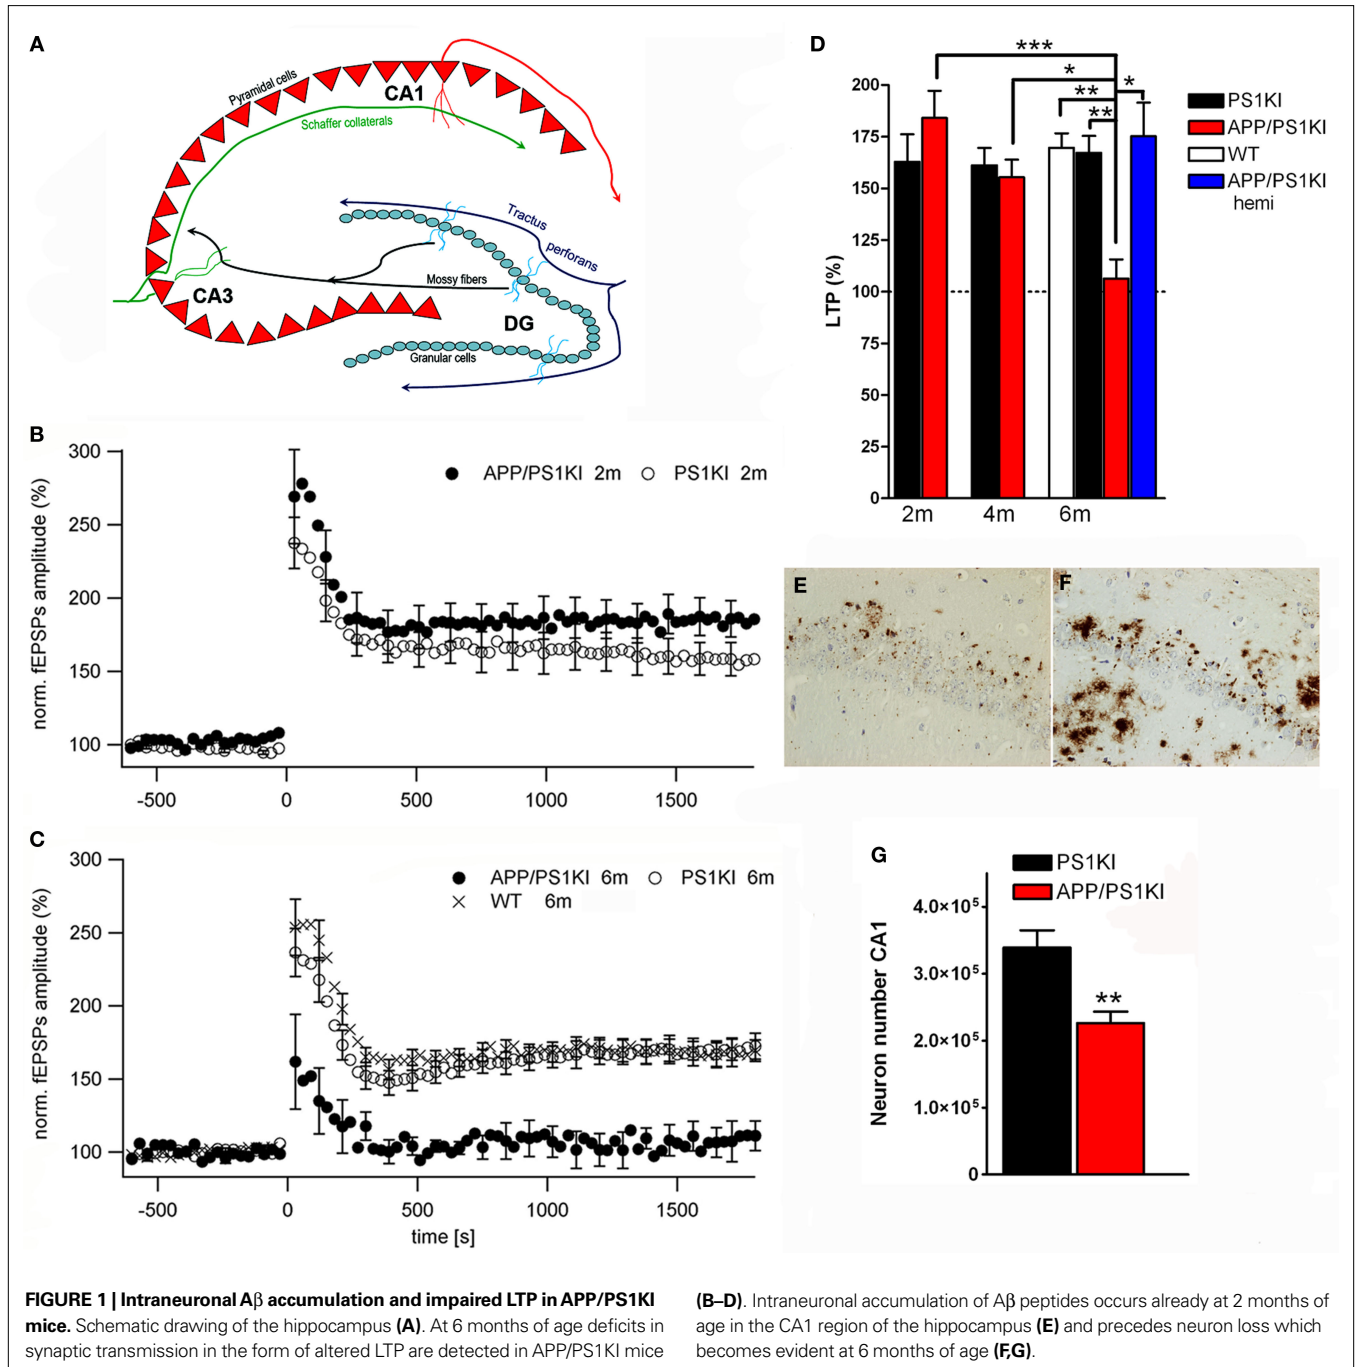 A
Pyramidal cells
CA1
Schaffer collaterals
Tractus
perforans
Mossy fibers
CA3
DG
Granular cells
B
300
250
200
150
100
norm. fEPSPs amplitude (%)
APP/PS1KI 2m
PS1KI 2m
-500
0
500
1000
1500
C
300
250
200
150
100
norm. fEPSPs amplitude (%)
APP/PS1KI 6m
PS1KI 6m
WT 6m
-500
0
500
1000
1500
time [s]
D
200
175
150
125
100
75
50
25
0
LTP (%)
***
*
**
*
**
2m
4m
6m
PS1KI
APP/PS1KI
WT
APP/PS1KI
hemi
E
F
G
PS1KI
APP/PS1KI
4.0×10⁵
3.0×10⁵
2.0×10⁵
1.0×10⁵
0
Neuron number CA1
**
FIGURE 1 | Intraneuronal Aβ accumulation and impaired LTP in APP/PS1KI
mice. Schematic drawing of the hippocampus (A). At 6 months of age deficits in
synaptic transmission in the form of altered LTP are detected in APP/PS1KI mice
(B–D). Intraneuronal accumulation of Aβ peptides occurs already at 2 months of
age in the CA1 region of the hippocampus (E) and precedes neuron loss which
becomes evident at 6 months of age (F,G).